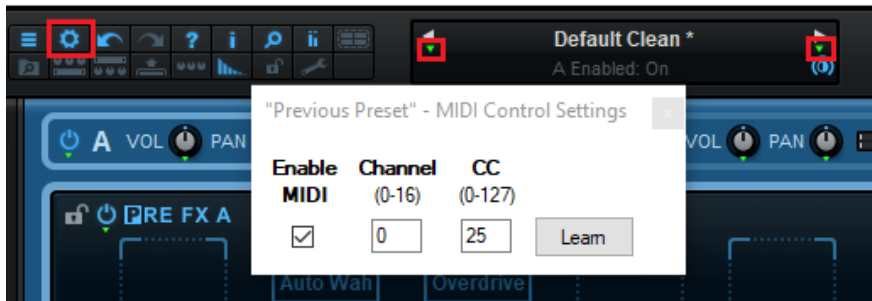 ? i ii
Default Clean *
A Enabled: On
"Previous Preset" - MIDI Control Settings x
A VOL PAN
VOL PAN
Enable Channel CC
MIDI (0-16) (0-127)
0 25 Learn
PRE FX A
Auto Wah Overdrive